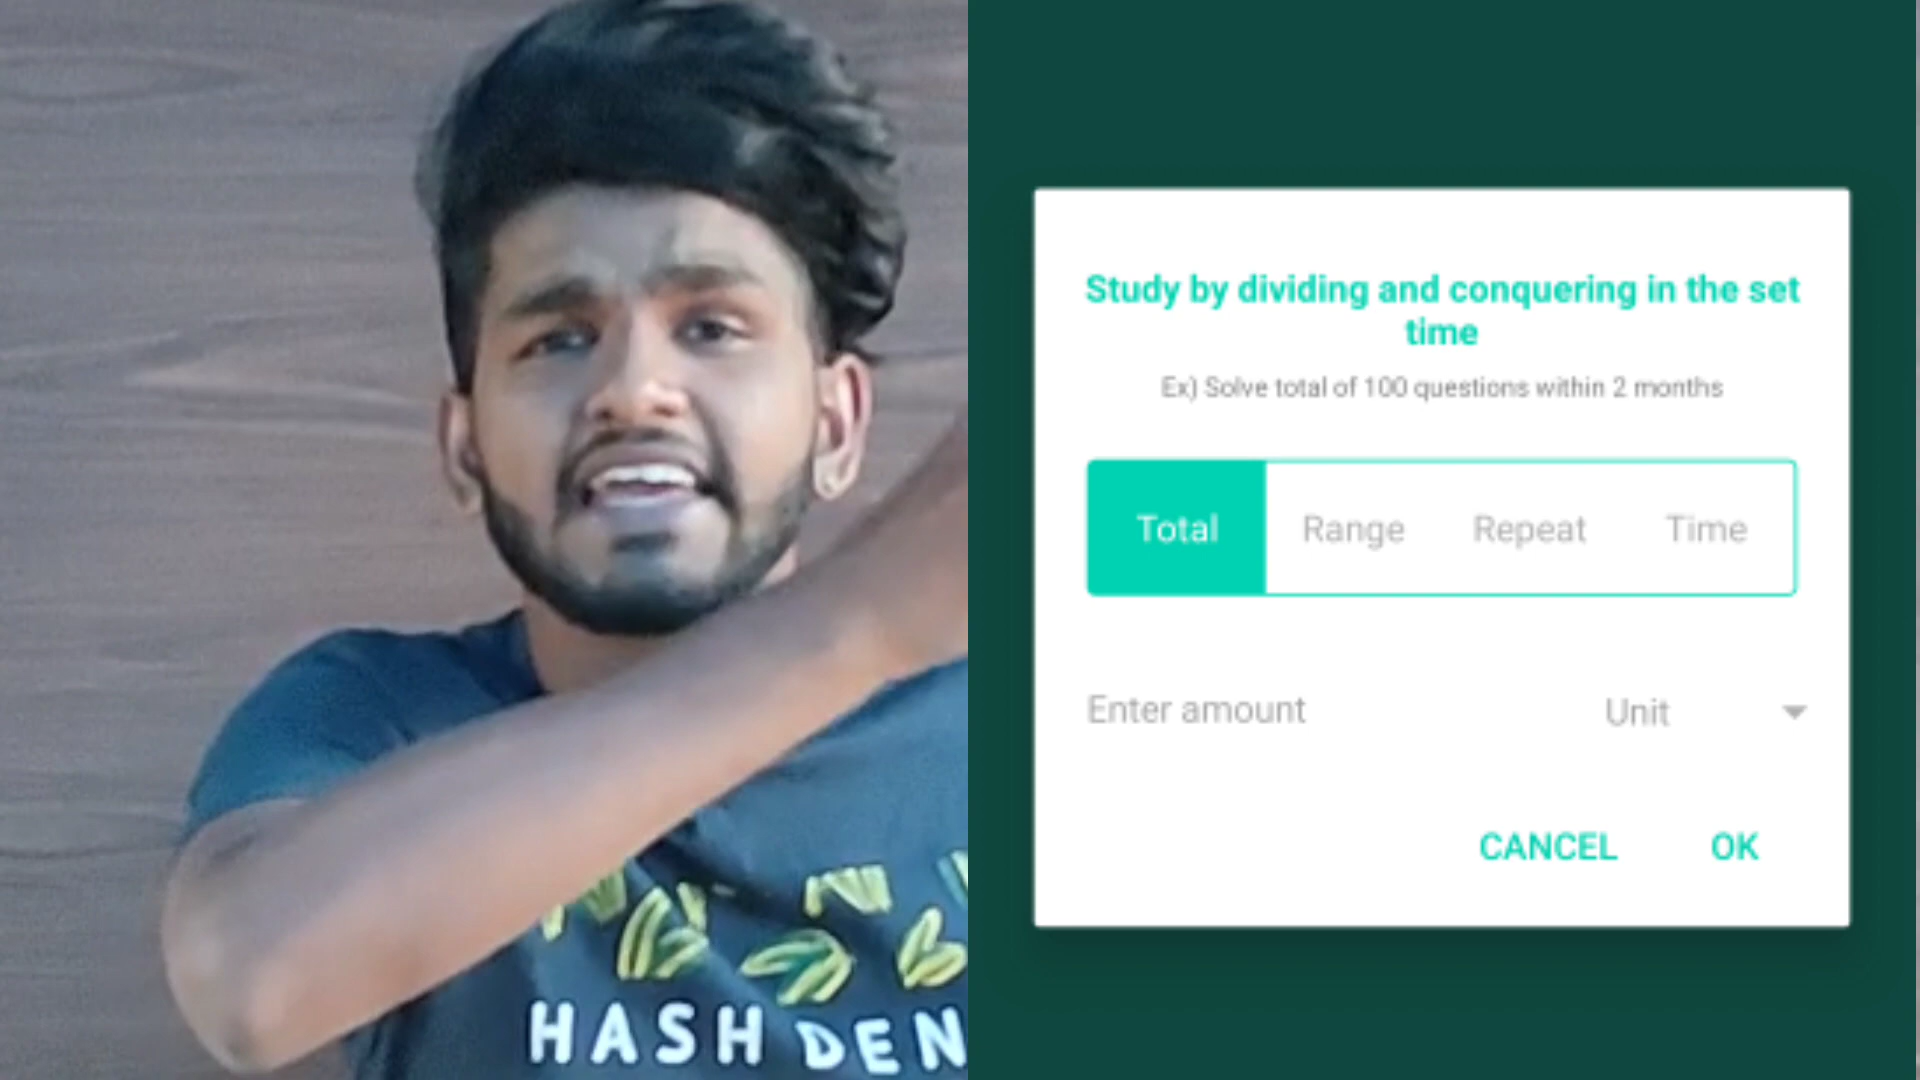 HASH DEN
Study by dividing and conquering in the set
time
Ex) Solve total of 100 questions within 2 months
Total Range Repeat Time
Enter amount Unit
CANCEL OK